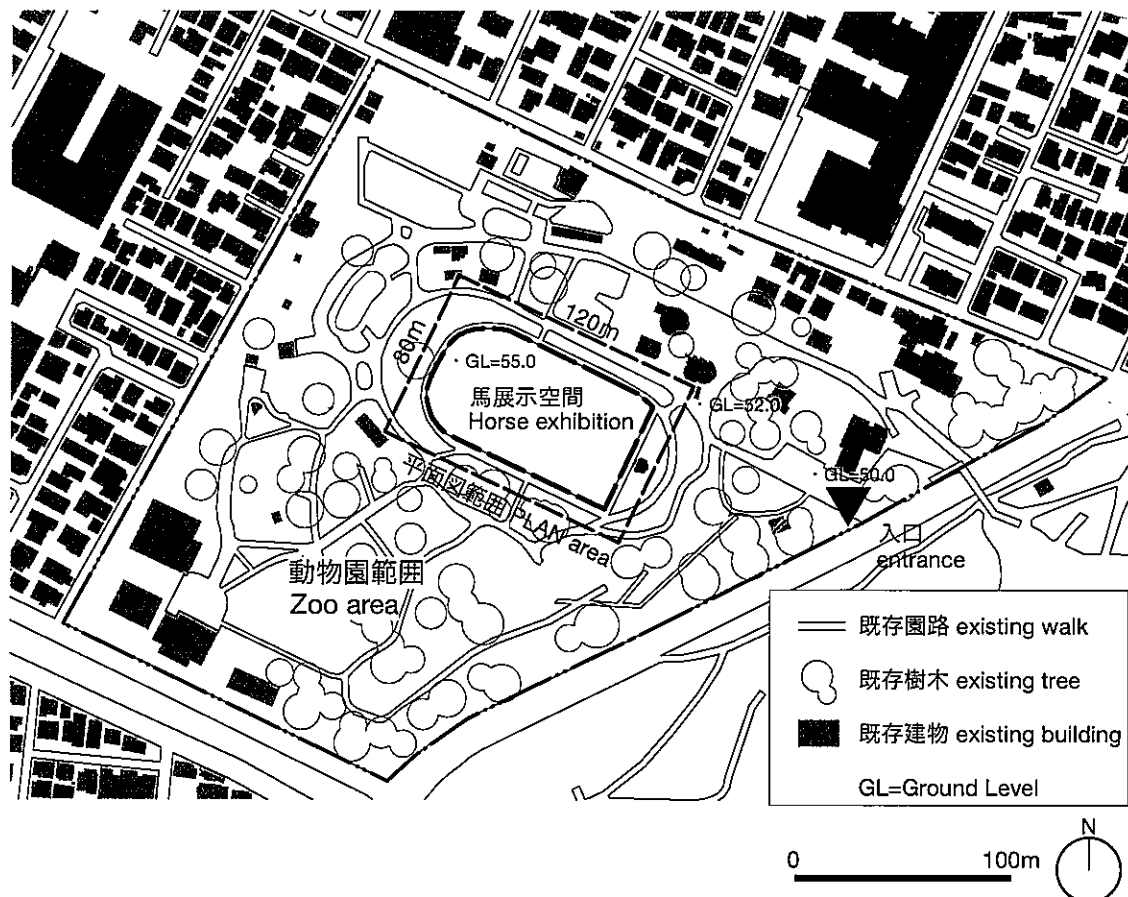 120m
80m
GL=55.0
馬展示空間
Horse exhibition
GL=52.0
GL=50.0
平面図範囲 PLAN area
入口
entrance
動物園範囲
Zoo area
既存園路 existing walk
既存樹木 existing tree
既存建物 existing building
GL=Ground Level
N
0 100m